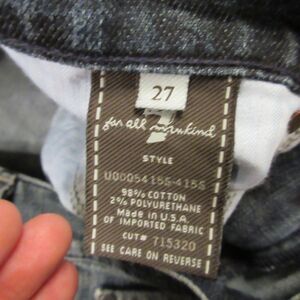 27
7
for all mankind
STYLE
U00054155-4155
98% COTTON
2% POLYURETHANE
Made in U.S.A.
OF IMPORTED FABRIC
CUT# 715320
SEE CARE ON REVERSE